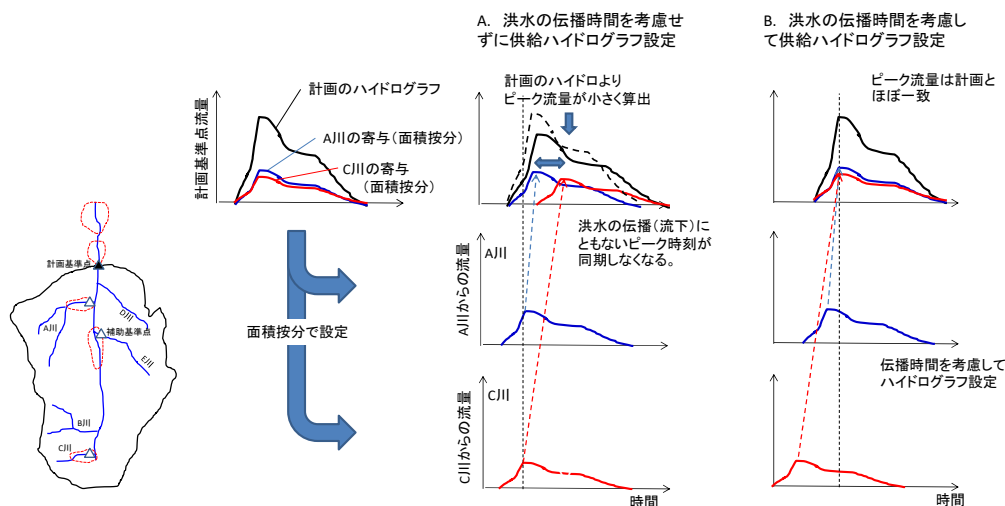 A. 洪水の伝播時間を考慮せ
ずに供給ハイドログラフ設定
B. 洪水の伝播時間を考慮し
て供給ハイドログラフ設定
計画基準点流量
計画のハイドログラフ
A川の寄与(面積按分)
C川の寄与
(面積按分)
計画のハイドロより
ピーク流量が小さく算出
ピーク流量は計画と
ほぼ一致
洪水の伝播(流下)に
ともないピーク時刻が
同期しなくなる。
計画基準点
A川
D川
補助基準点
E川
B川
C川
面積按分で設定
A川からの流量
A川
C川からの流量
C川
時間
伝播時間を考慮して
ハイドログラフ設定
時間